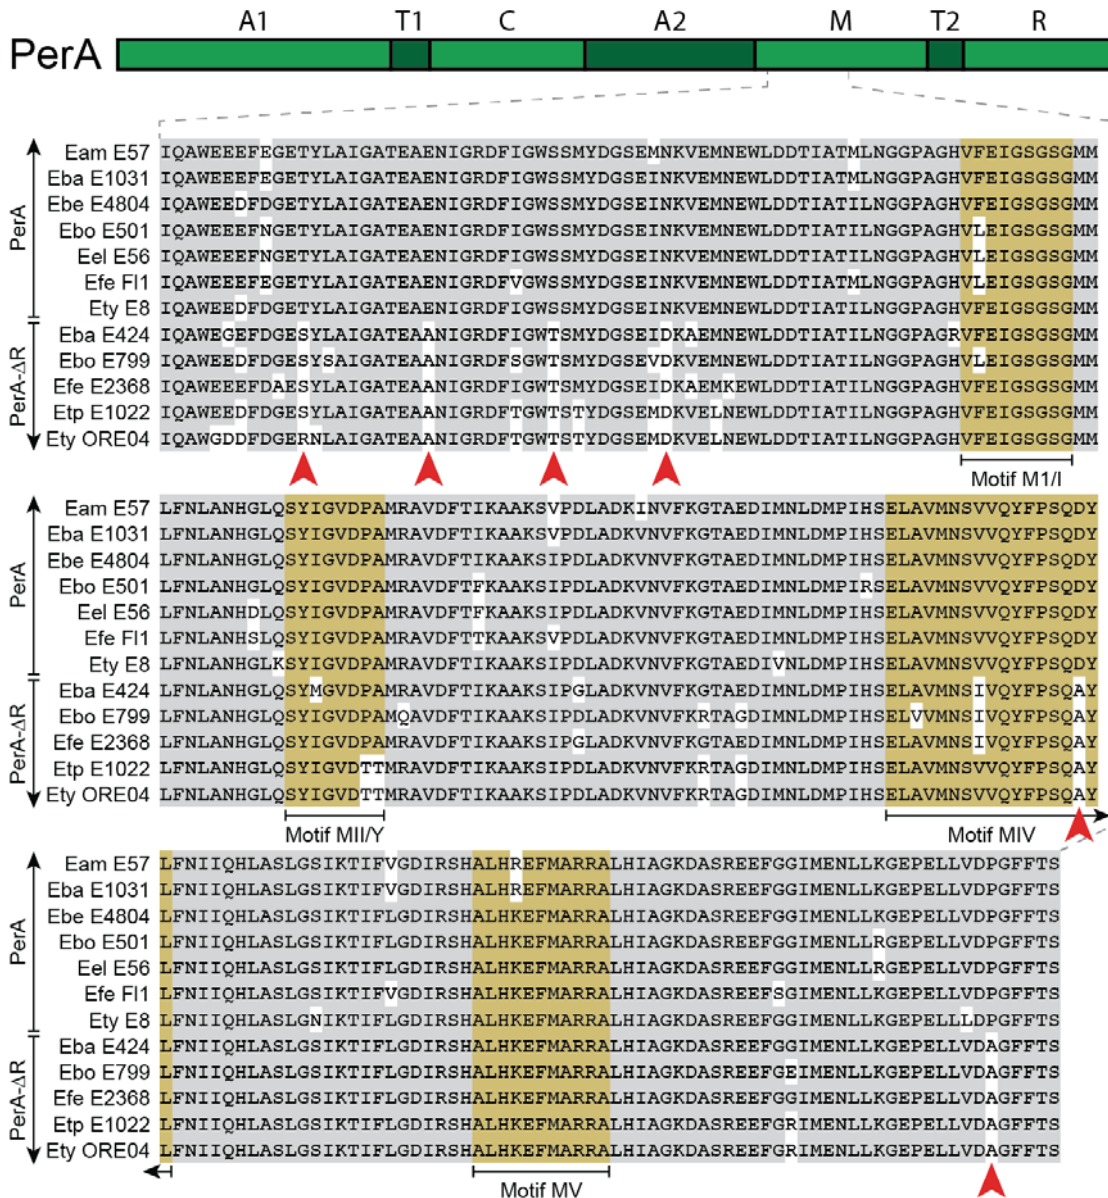 A1 T1 C A2 M T2 R
PerA
PerA
Eam E57 IQAWEEEFEGETYLAIGATEAENIGRDFIGWSSMYDGSEMNKVEMNEWLDDTIATMLNGGPAGHVFEIGSGSGMM
Eba E1031 IQAWEEEFEGETYLAIGATEAENIGRDFIGWSSMYDGSEINKVEMNEWLDDTIATMLNGGPAGHVFEIGSGSGMM
Ebe E4804 IQAWEEDFDGETYLAIGATEAENIGRDFIGWSSMYDGSEINKVEMNEWLDDTIATILNGGPAGHVFEIGSGSGMM
Ebo E501 IQAWEEEFNGETYLAIGATEAENIGRDFIGWSSMYDGSEINKVEMNEWLDDTIATILNGGPAGHVLEIGSGSGMM
Eel E56 IQAWEEEFNGETYLAIGATEAENIGRDFIGWSSMYDGSEINKVEMNEWLDDTIATILNGGPAGHVLEIGSGSGMM
Efe Fl1 IQAWEEEFEGETYLAIGATEAENIGRDFVGWSSMYDGSEINKVEMNEWLDDTIATMLNGGPAGHVLEIGSGSGMM
Ety E8 IQAWEEDFDGETYLAIGATEAENIGRDFIGWSSMYDGSEINKVEMNEWLDDTIATILNGGPAGHVFEIGSGSGMM
PerA-ΔR
Eba E424 IQAWEGEFDGESYLAIGATEAANIGRDFIGWTSMYDGSEIDKAEMNEWLDDTIATILNGGPAGRVFEIGSGSGMM
Ebo E799 IQAWEEDFDGESYSAIGATEAANIGRDFIGWTSMYDGSEVDKVEMNEWLDDTIATILNGGPAGHVLEIGSGSGMM
Efe E2368 IQAWEEEFDAESYLAIGATEAANIGRDFIGWTSMYDGSEIDKAEMKEWLDDTIATILNGGPAGHVFEIGSGSGMM
Etp E1022 IQAWEEDFDGESYLAIGATEAANIGRDFTGWTSTYDGSEMDKVELNEWLDDTIATILNGGPAGHVFEIGSGSGMM
Ety ORE04 IQAWGDDFDGERNLAIGATEAANIGRDFTGWTSTYDGSEMDKVELNEWLDDTIATILNGGPAGHVFEIGSGSGMM
Motif M1/I
PerA
Eam E57 LFNLANHGLQSYIGVDPAMRAVDFTIKAAKSVPDLADKINVFKGTAEDIMNLDMPIHSELAVMNSVVQYFPSQDY
Eba E1031 LFNLANHGLQSYIGVDPAMRAVDFTIKAAKSVPDLADKVNVFKGTAEDIMNLDMPIHSELAVMNSVVQYFPSQDY
Ebe E4804 LFNLANHGLQSYIGVDPAMRAVDFTIKAAKSIPDLADKVNVFKGTAEDIMNLDMPIHSELAVMNSVVQYFPSQDY
Ebo E501 LFNLANHGLQSYIGVDPAMRAVDFTTKAAKSIPDLADKVNVFKGTAEDIMNLDMPINSELAVMNSVVQYFPSQDY
Eel E56 LFNLANHDLQSYIGVDPAMRAVDFTFKAAKSIPDLADKVNVFKGTAEDIMNLDMPIHSELAVMNSVVQYFPSQDY
Efe Fl1 LFNLANHSLQSYIGVDPAMRAVDFTTKAAKSVPDLADKVNVFKGTAEDIMNLDMPIHSELAVMNSVVQYFPSQDY
Ety E8 LFNLANHGLKSYIGVDPAMRAVDFTIKAAKSIPDLADKVNVFKGTAEDIVNLDMPIHSELAVMNSVVQYFPSQDY
PerA-ΔR
Eba E424 LFNLANHGLQSYMGVDPAMRAVDFTIKAAKSIPGLADKVNVFKGTAEDIMNLDMPIHSELAVMNSIVQYFPSQAY
Ebo E799 LFNLANHGLQSYIGVDPAMQAVDFTIKAAKSIPDLADKVNVFKRTAGDIMNLDMPIHSELVVMNSIVQYFPSQAY
Efe E2368 LFNLANHGLQSYIGVDPAMRAVDFTIKAAKSIPGLADKVNVFKGTAEDIMNLDMPIHSELAVMNSIVQYFPSQAY
Etp E1022 LFNLANHGLQSYIGVDTTMRAVDFTIKAAKSIPDLADKVNVFKRTAGDIMNLDMPIHSELAVMNSVVQYFPSQAY
Ety ORE04 LFNLANHGLQSYIGVDTTMRAVDFTIKAAKSIPDLADKVNVFKRTAGDIMNLDMPIHSELAVMNSVVQYFPSQAY
Motif MII/Y Motif MIV
PerA
Eam E57 LFNIIQHLASLGSIKTIFVGDIRSHALHREFMARRALHIAGKDASREEFGGIMENLLKGEPELLVDPGFFTS
Eba E1031 LFNIIQHLASLGSIKTIFVGDIRSHALHREFMARRALHIAGKDASREEFGGIMENLLKGEPELLVDPGFFTS
Ebe E4804 LFNIIQHLASLGSIKTIFLGDIRSHALHKEFMARRALHIAGKDASREEFGGIMENLLKGEPELLVDPGFFTS
Ebo E501 LFNIIQHLASLGSIKTIFLGDIRSHALHKEFMARRALHIAGKDASREEFGGIMENLLRGEPELLVDPGFFTS
Eel E56 LFNIIQHLASLGSIKTIFLGDIRSHALHKEFMARRALHIAGKDASREEFGGIMENLLRGEPELLVDPGFFTS
Efe Fl1 LFNIIQHLASLGSIKTIFVGDIRSHALHKEFMARRALHIAGKDASREEFSGIMENLLKGEPELLVDPGFFTS
Ety E8 LFNIIQHLASLGNIKTIFLGDIRSHALHKEFMARRALHIAGKDASREEFGGIMENLLKGEPELLLDPGFFTS
PerA-ΔR
Eba E424 LFNIIQHLASLGSIKTIFLGDIRSHALHKEFMARRALHIAGKDASREEFGGIMENLLKGEPELLVDAGFFTS
Ebo E799 LFNIIQHLASLGSIKTIFLGDIRSHALHKEFMARRALHIAGKDASREEFGEIMENLLKGEPELLVDAGFFTS
Efe E2368 LFNIIQHLASLGSIKTIFLGDIRSHALHKEFMARRALHIAGKDASREEFGGIMENLLKGEPELLVDAGFFTS
Etp E1022 LFNIIQHLASLGSIKTIFLGDIRSHALHKEFMARRALHIAGKDASREEFGRIMENLLKGEPELLVDAGFFTS
Ety ORE04 LFNIIQHLASLGSIKTIFLGDIRSHALHKEFMARRALHIAGKDASREEFGRIMENLLKGEPELLVDAGFFTS
Motif MV